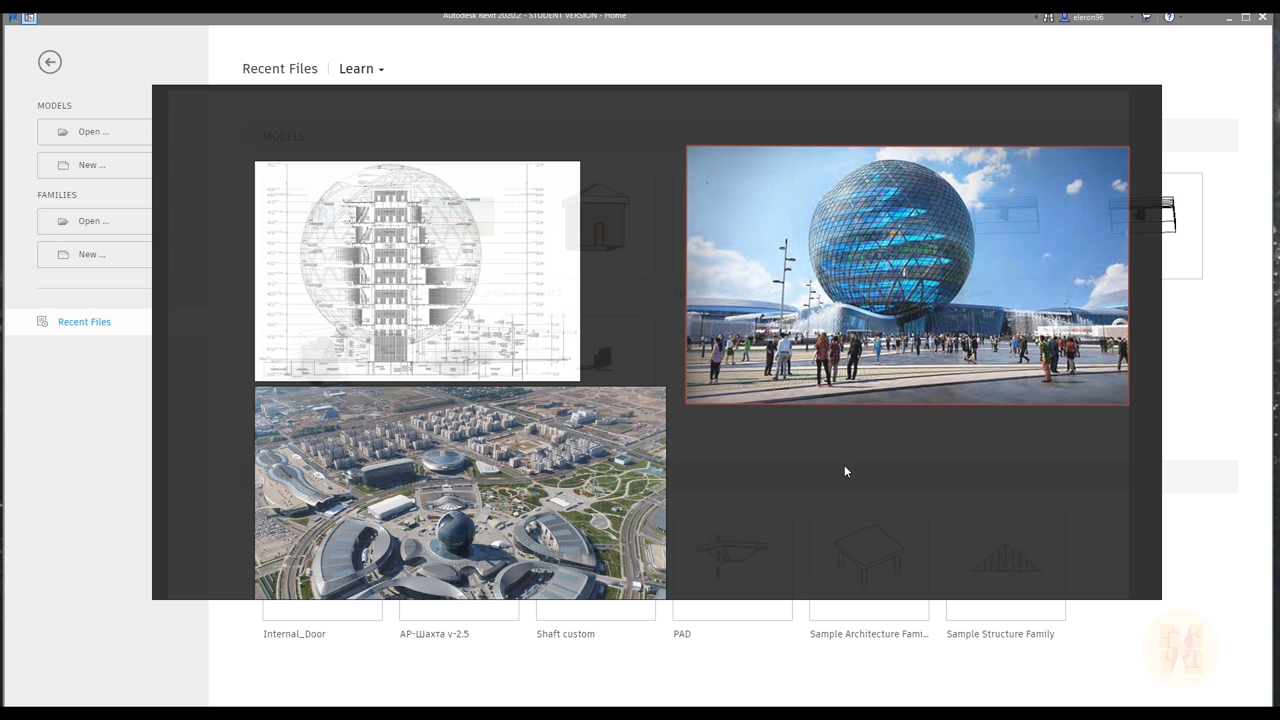 Autodesk Revit 2020.2 - STUDENT VERSION - Home
eleron96
Recent Files
Learn
MODELS
Open ...
New ...
FAMILIES
Open ...
New ...
Recent Files
MODELS
Internal_Door
АР-Шахта v-2.5
Shaft custom
PAD
Sample Architecture Fami...
Sample Structure Family